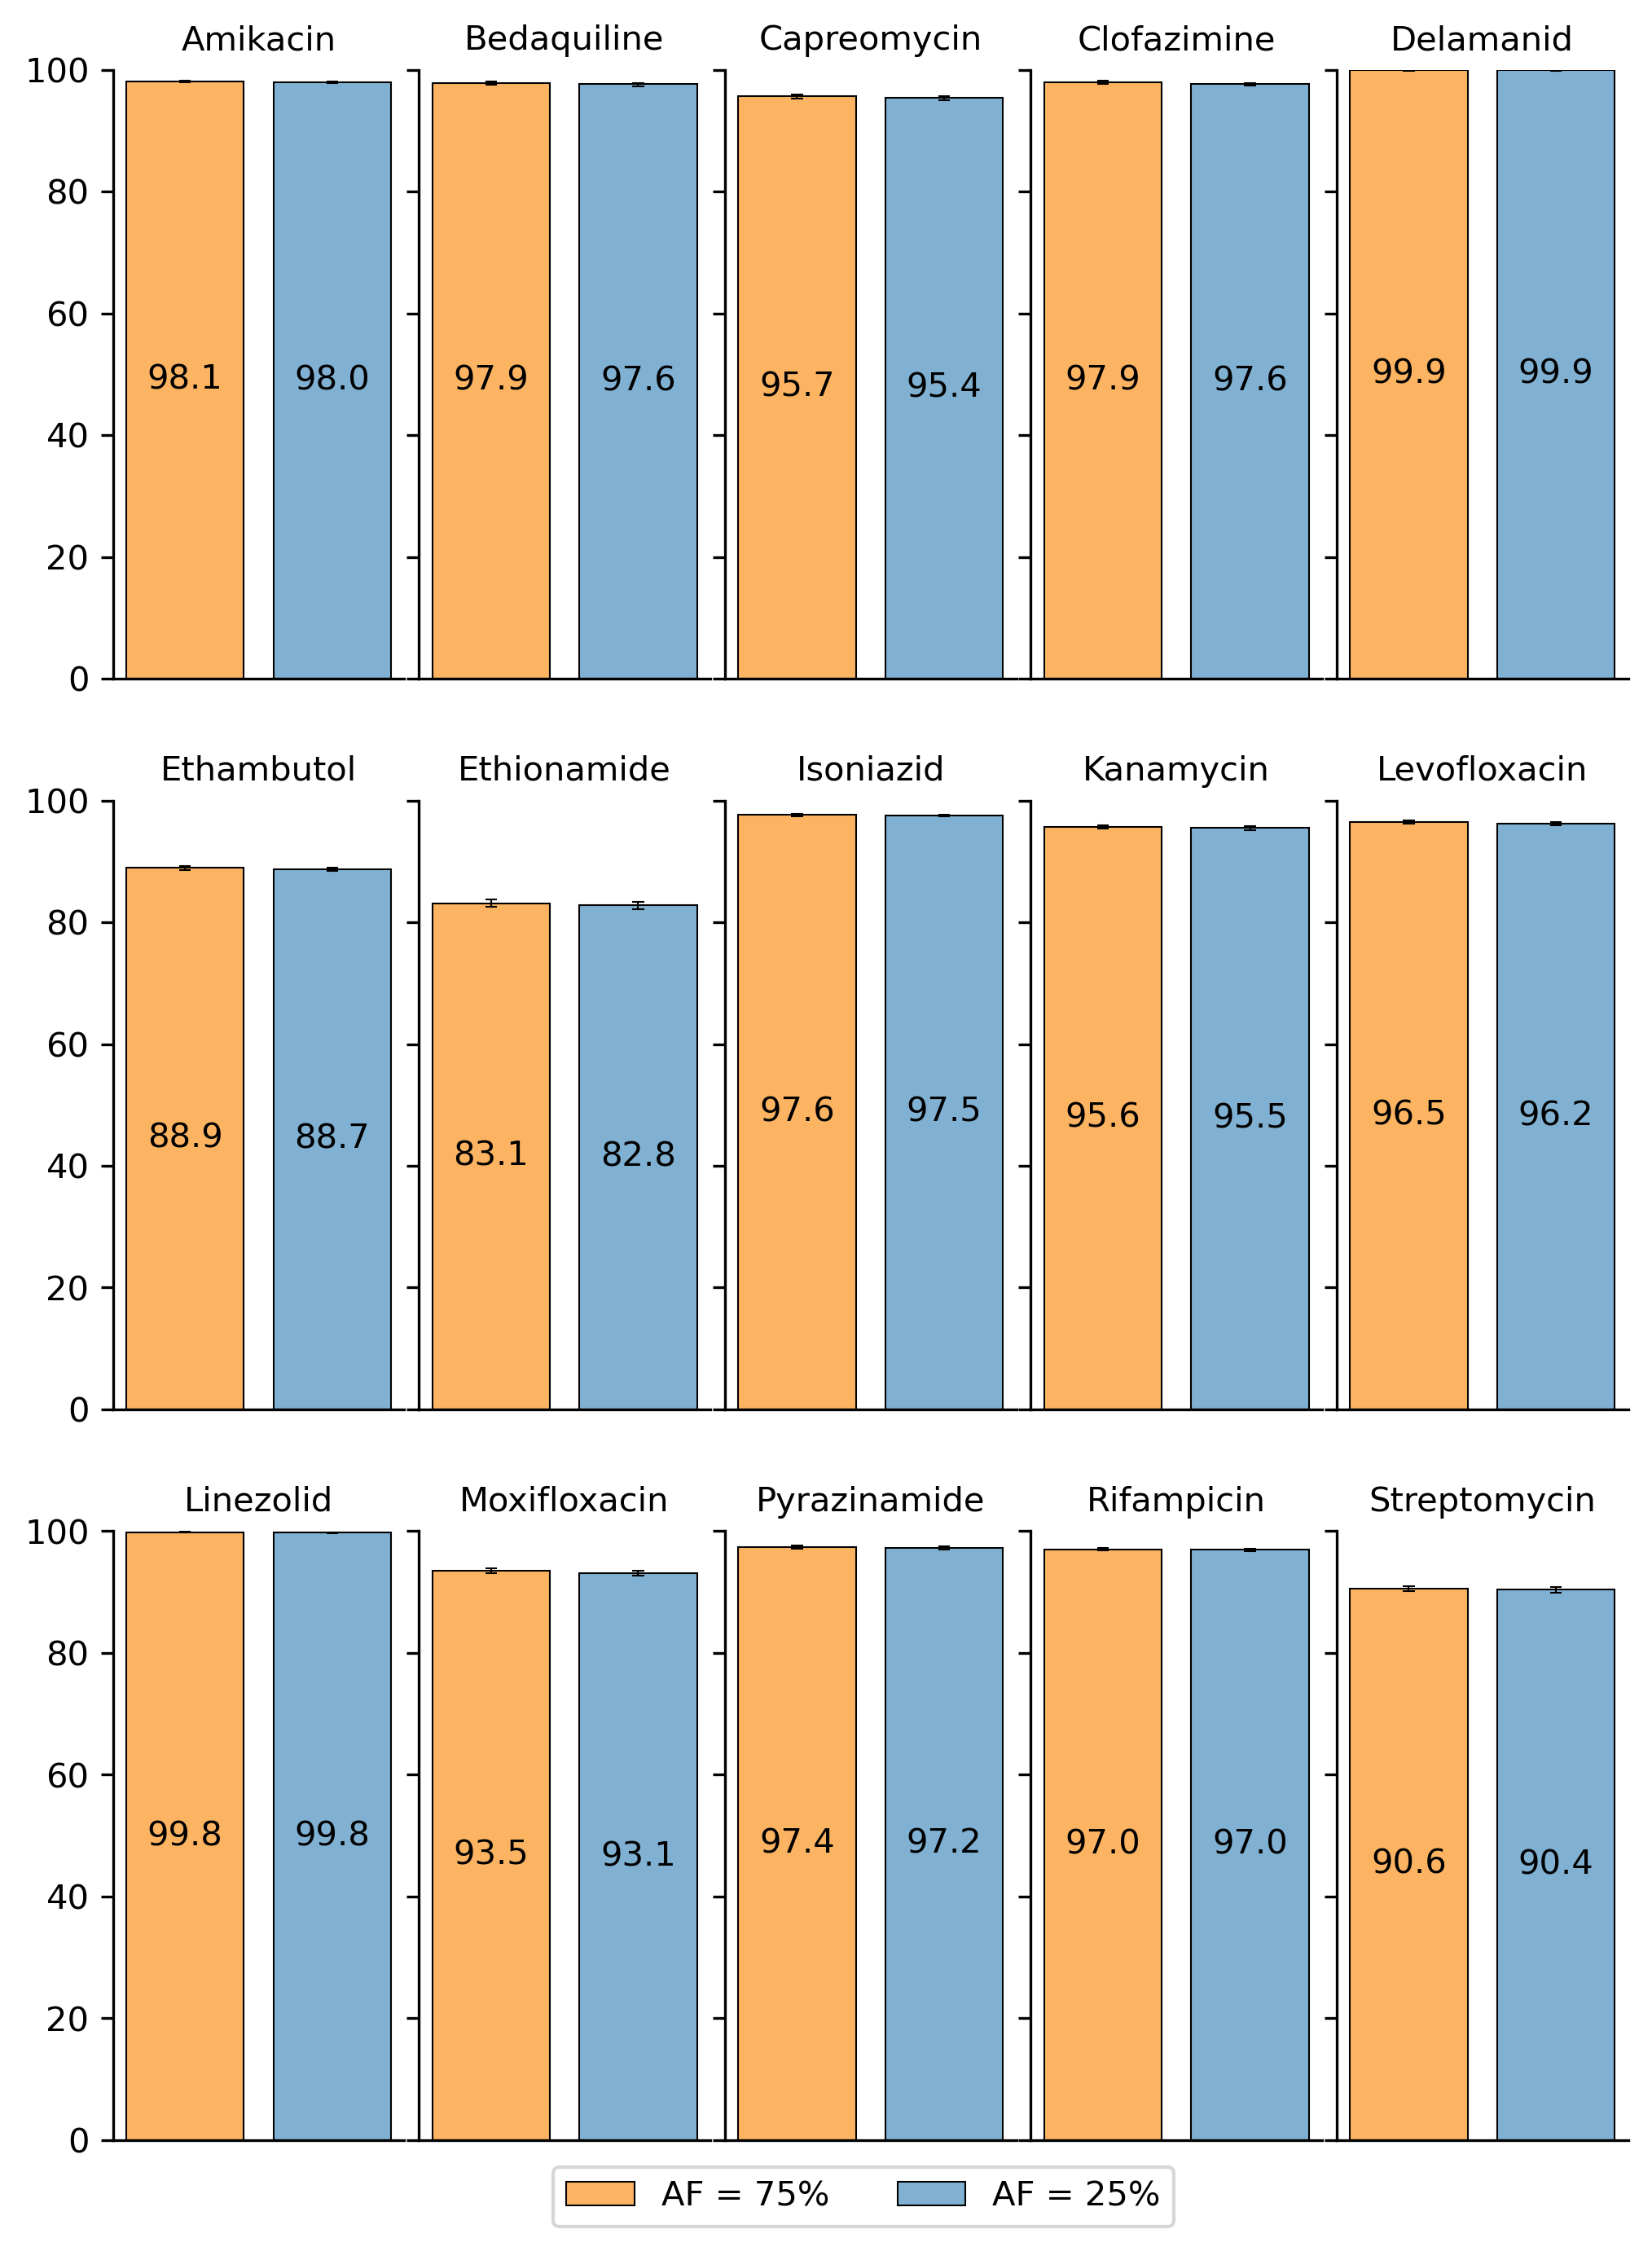 Amikacin Bedaquiline Capreomycin Clofazimine Delamanid
100
80
60
98.1 98.0 97.9 97.6 95.7 95.4 97.9 97.6 99.9 99.9
40
20
0
Ethambutol Ethionamide Isoniazid Kanamycin Levofloxacin
100
80
60
88.9 88.7 83.1 82.8 97.6 97.5 95.6 95.5 96.5 96.2
40
20
0
Linezolid Moxifloxacin Pyrazinamide Rifampicin Streptomycin
100
80
60
99.8 99.8 93.5 93.1 97.4 97.2 97.0 97.0 90.6 90.4
40
20
0
AF = 75% AF = 25%